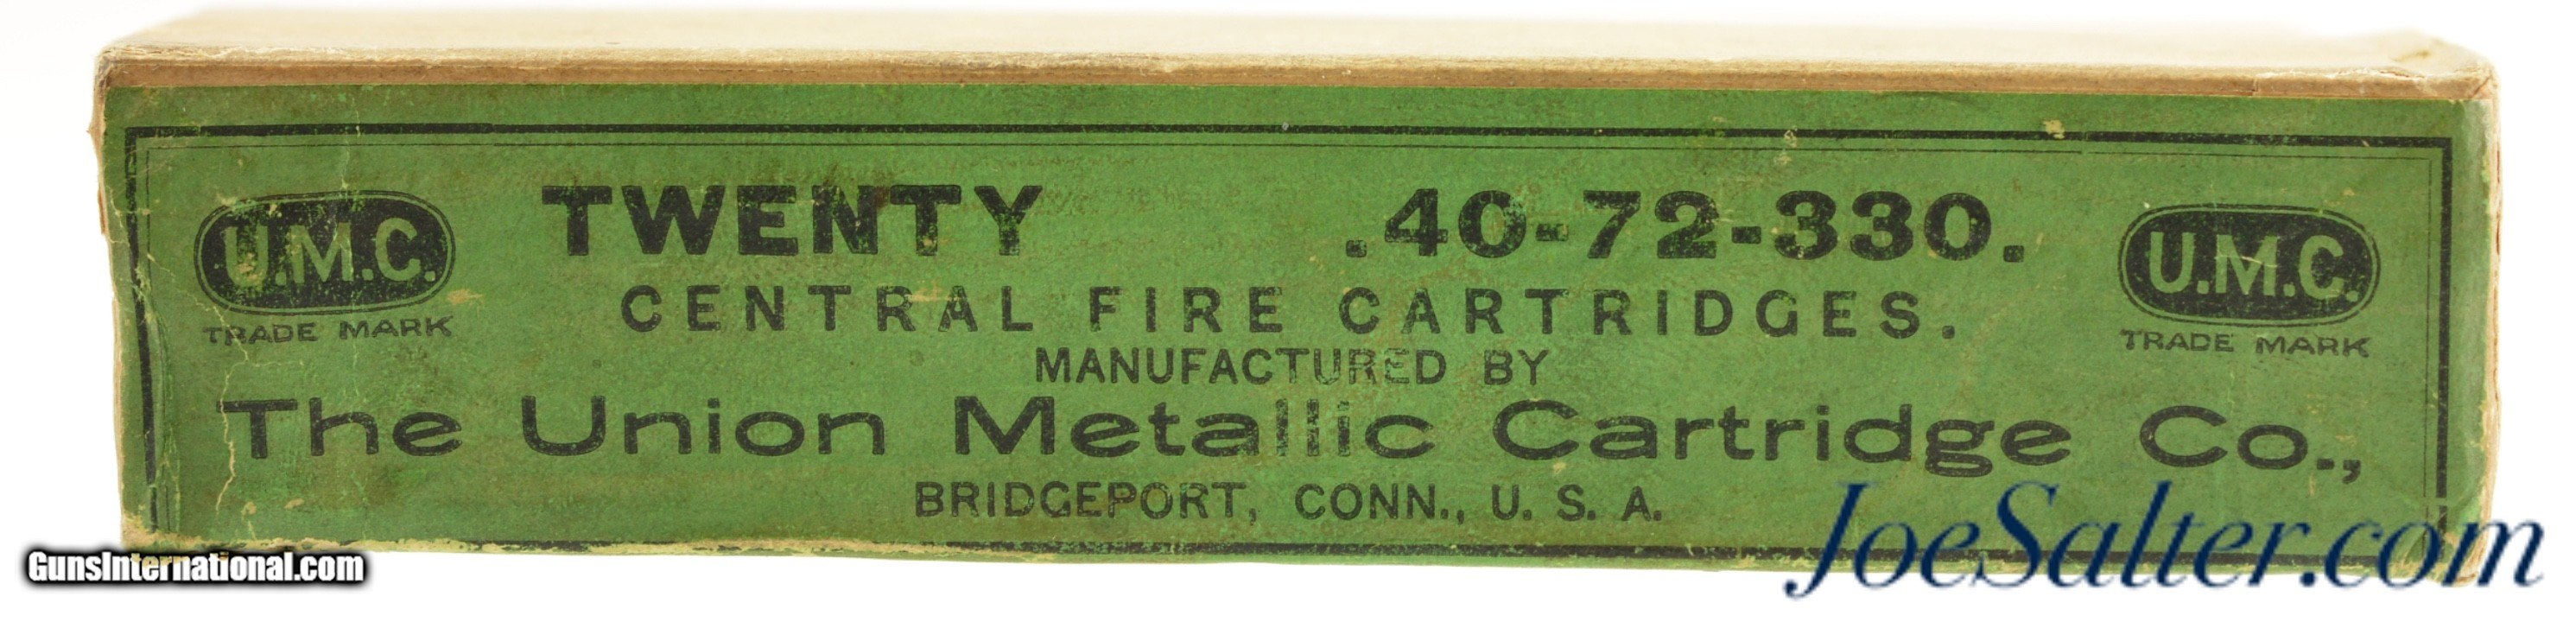 TWENTY .40-72-330.
U.M.C.
TRADE MARK
U.M.C.
TRADE MARK
CENTRAL FIRE CARTRIDGES.
MANUFACTURED BY
The Union Metallic Cartridge Co.,
BRIDGEPORT, CONN., U. S. A.
GunsInternational.com
JoeSalter.com